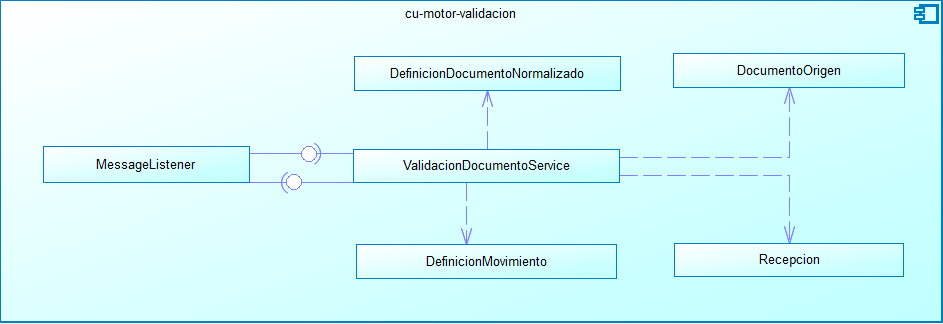 cu-motor-validacion
DefinicionDocumentoNormalizado
DocumentoOrigen
MessageListener
ValidacionDocumentoService
DefinicionMovimiento
Recepcion